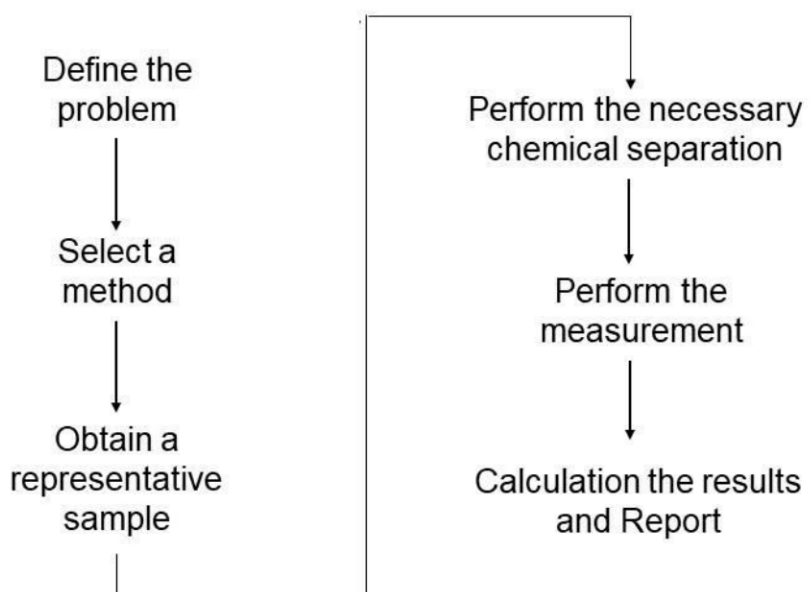 Define the
problem
Select a
method
Obtain a
representative
sample
Perform the necessary
chemical separation
Perform the
measurement
Calculation the results
and Report